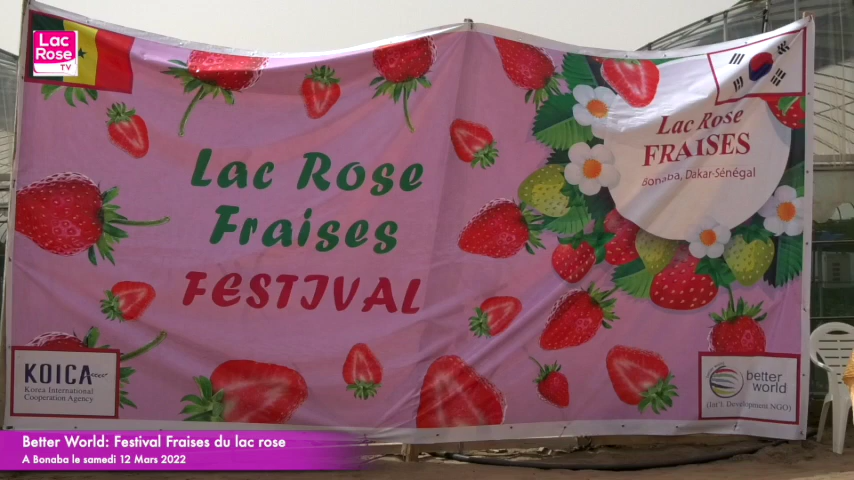 Lac
Rose
TV
Lac Rose
Fraises
FESTIVAL
Lac Rose
FRAISES
Bonaba, Dakar-Sénégal
KOICA
Korea International
Cooperation Agency
better
world
(Int'l Development NGO)
Better World: Festival Fraises du lac rose
A Bonaba le samedi 12 Mars 2022